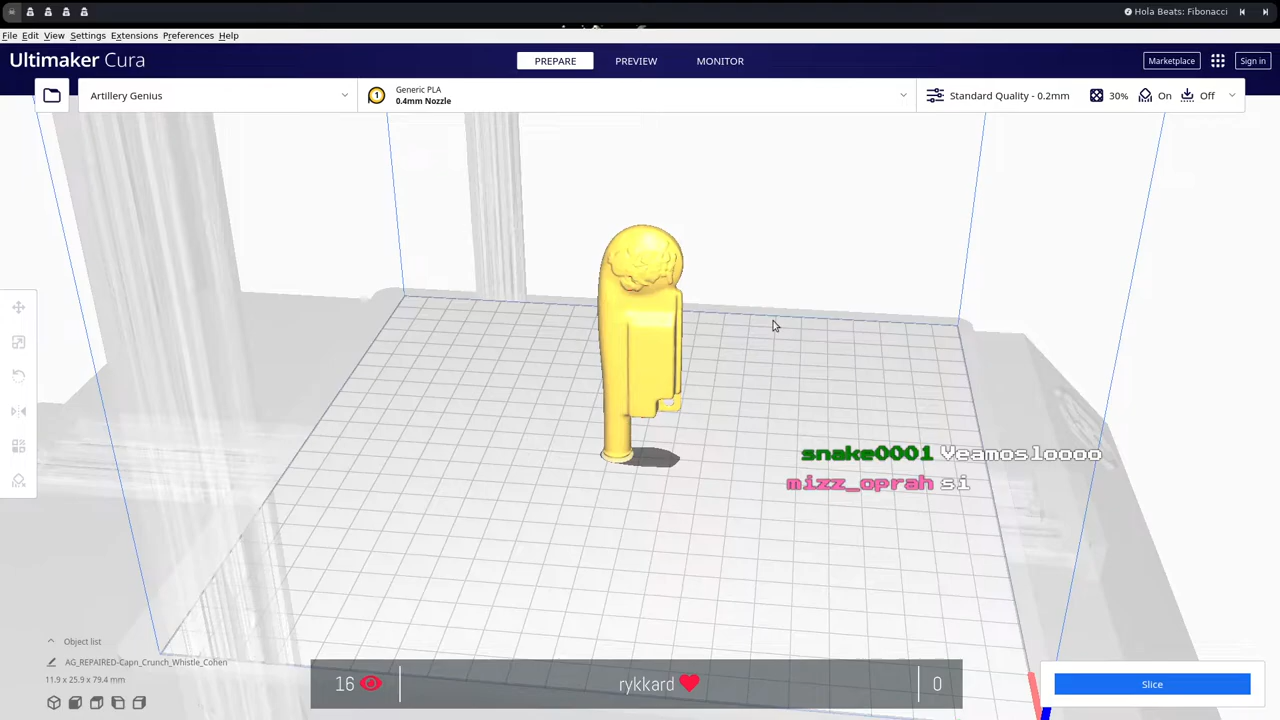 Hola Beats: Fibonacci
File Edit View Settings Extensions Preferences Help
Ultimaker Cura
PREPARE
PREVIEW
MONITOR
Marketplace
Sign in
Artillery Genius
1
Generic PLA
0.4mm Nozzle
Standard Quality - 0.2mm
30%
On
Off
snake0001 Veamosloooo
mizz_oprah si
Object list
AG_REPAIRED-Capn_Crunch_Whistle_Cohen
11.9 x 25.9 x 79.4 mm
16
rykkard
0
Slice